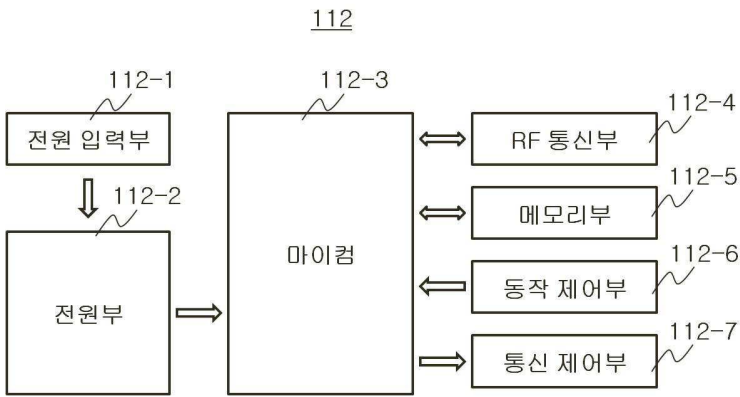 112
112-1
전원 입력부
112-2
전원부
112-3
마이컴
112-4
RF 통신부
112-5
메모리부
112-6
동작 제어부
112-7
통신 제어부